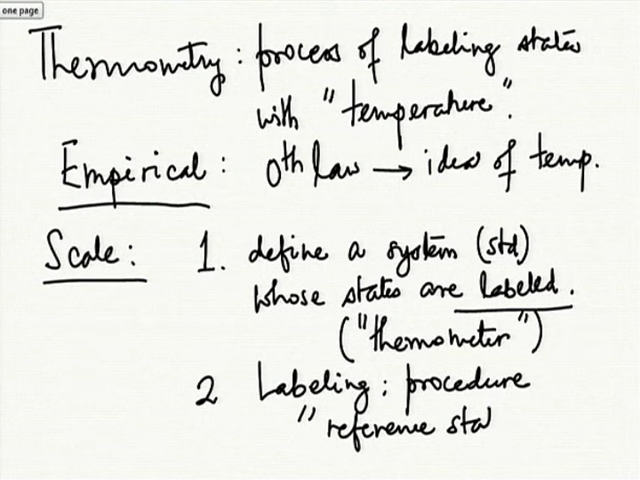 one page
Thermometry: process of labeling states
with "temperature".
Empirical: 0th law → idea of temp.
Scale: 1. define a system (std)
whose states are labeled.
("thermometer")
2 Labeling: procedure
" reference sta